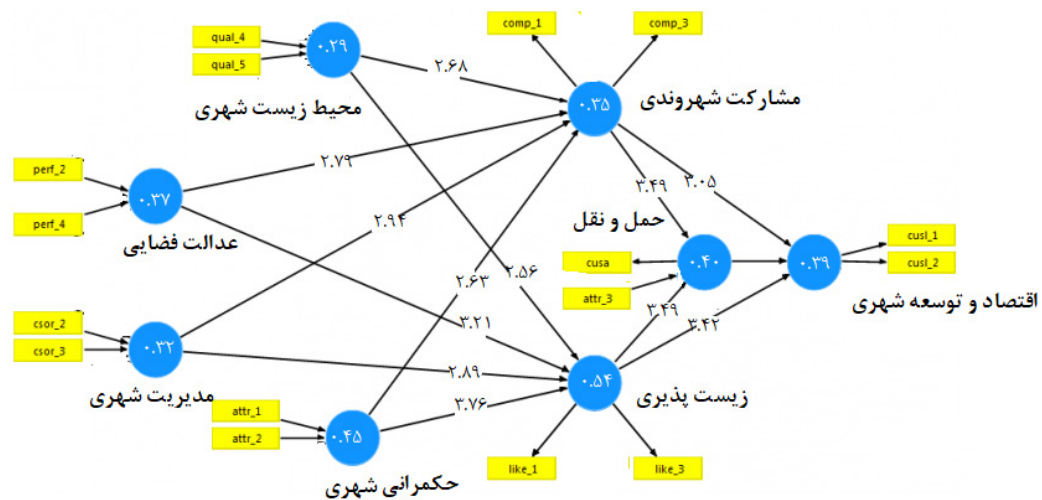 comp_1
comp_3
qual_4
qual_5
۰.۲۹
۲.۶۸
محیط زیست شهری
۰.۳۵
مشارکت شهروندی
perf_2
perf_4
۰.۳۷
عدالت فضایی
۲.۷۹
۲.۹۴
۳.۴۹
۳.۰۵
حمل و نقل
cusa
attr_3
۰.۴۰
۰.۳۹
cusl_1
cusl_2
اقتصاد و توسعه شهری
۲.۶۳
۲.۵۶
۳.۲۱
۳.۴۹
۳.۴۲
csor_2
csor_3
۰.۳۲
مدیریت شهری
۲.۸۹
۳.۷۶
۰.۵۴
زیست پذیری
attr_1
attr_2
۰.۴۵
حکمرانی شهری
like_1
like_3